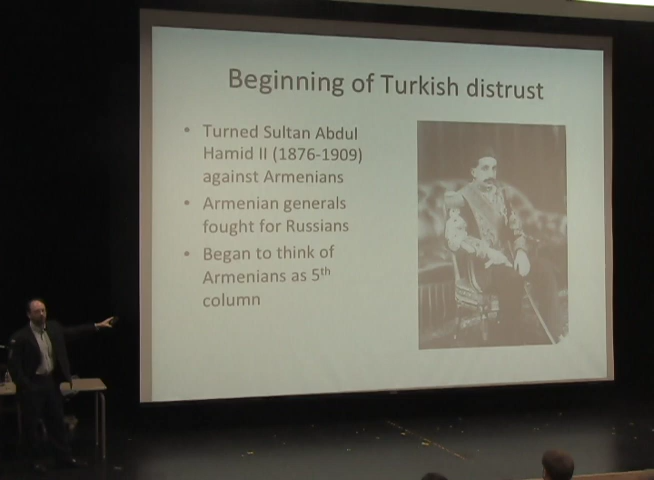 Beginning of Turkish distrust
• Turned Sultan Abdul
Hamid II (1876-1909)
against Armenians
• Armenian generals
fought for Russians
• Began to think of
Armenians as 5th
column